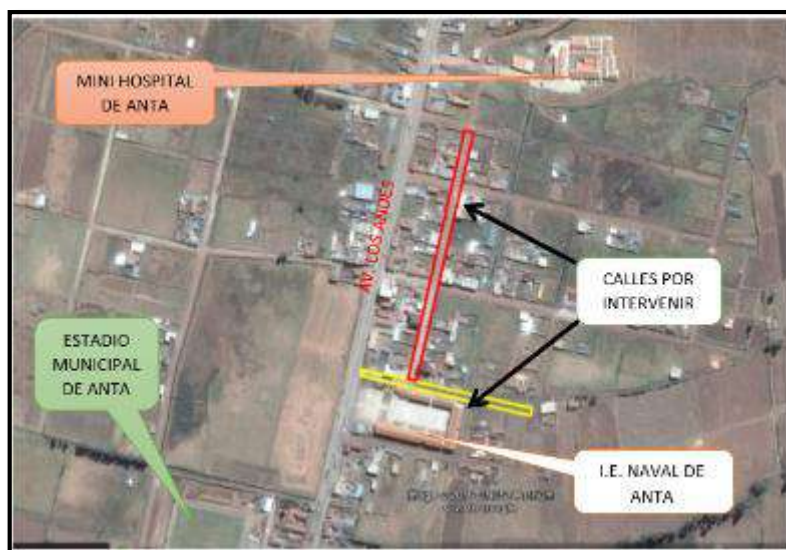 MINI HOSPITAL
DE ANTA
AV. LOS ANDES
CALLES POR
INTERVENIR
ESTADIO
MUNICIPAL
DE ANTA
I.E. NAVAL DE
ANTA